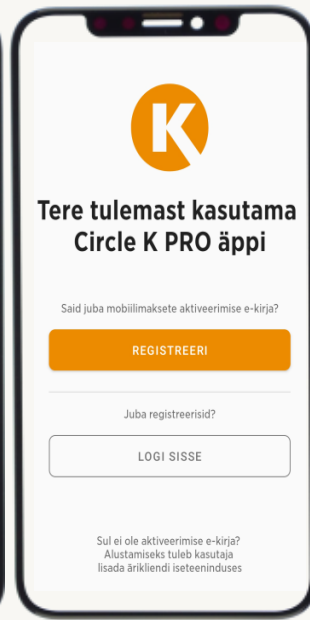 K
Tere tulemast kasutama
Circle K PRO äppi
Said juba mobiilimaksete aktiveerimise e-kirja?
REGISTREERI
Juba registreerisid?
LOGI SISSE
Sul ei ole aktiveerimise e-kirja?
Alustamiseks tuleb kasutaja
lisada ärikliendi iseteeninduses